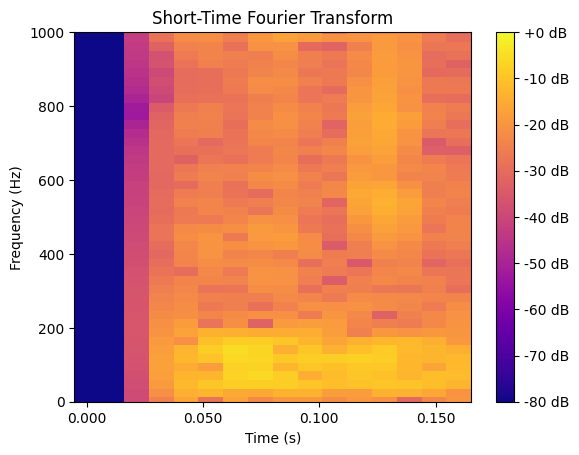 Short-Time Fourier Transform
Frequency (Hz)
1000
800
600
400
200
0
0.000
0.050
0.100
0.150
Time (s)
+0 dB
-10 dB
-20 dB
-30 dB
-40 dB
-50 dB
-60 dB
-70 dB
-80 dB